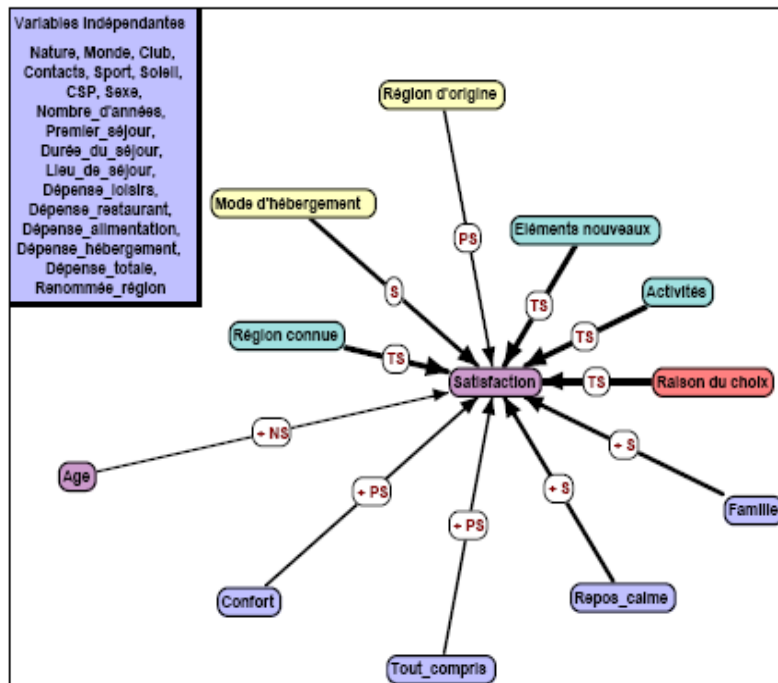 Variables Indépendantes
Nature, Monde, Club,
Contacts, Sport, Soleil,
CSP, Sexe,
Nombre_d'années,
Premier_séjour,
Durée_du_séjour,
Lieu_de_séjour,
Dépense_loisirs,
Dépense_restaurant,
Dépense_alimentation,
Dépense_hébergement,
Dépense_totale,
Renommée_région
Région d'origine
Mode d'hébergement
PS
Eléments nouveaux
S
Activités
TS
Région connue
TS
TS
Satisfaction
TS
Raison du choix
+ NS
+ S
Age
+ PS
+ S
Famille
+ PS
Confort
Repos_calme
Tout_compris